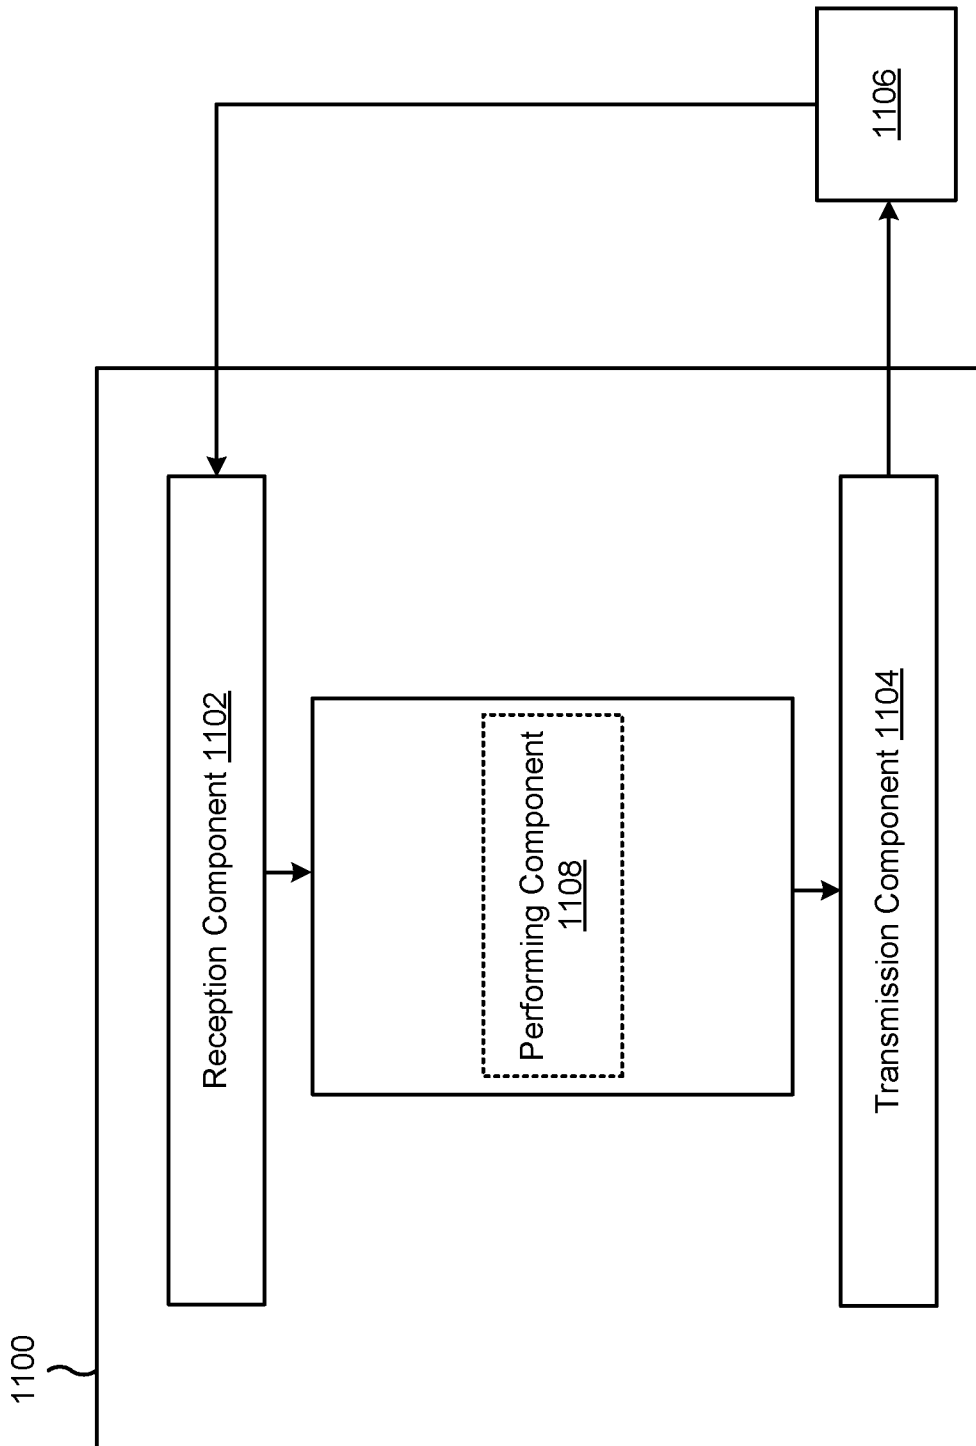 1100
Reception Component 1102
Performing Component
1108
Transmission Component 1104
1106